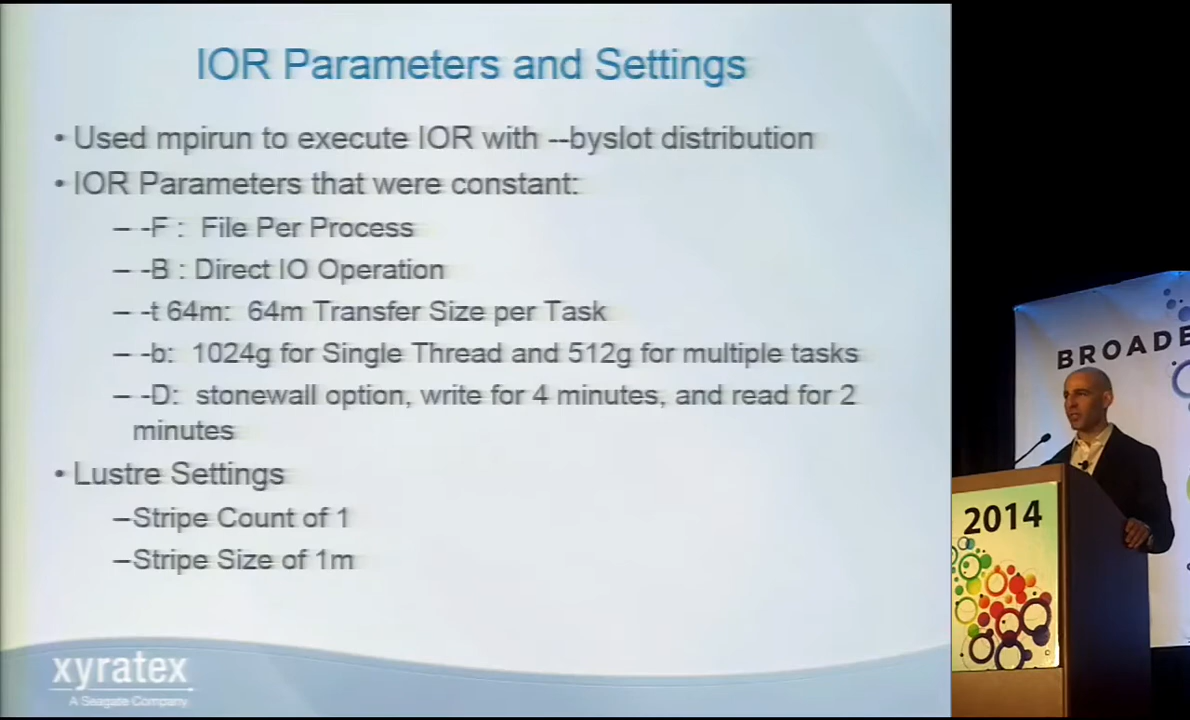 IOR Parameters and Settings
• Used mpirun to execute IOR with --byslot distribution
• IOR Parameters that were constant:
– -F : File Per Process
– -B : Direct IO Operation
– -t 64m: 64m Transfer Size per Task
– -b: 1024g for Single Thread and 512g for multiple tasks
– -D: stonewall option, write for 4 minutes, and read for 2
minutes
• Lustre Settings
–Stripe Count of 1
–Stripe Size of 1m
xyratex
A Seagate Company
BROADE
2014